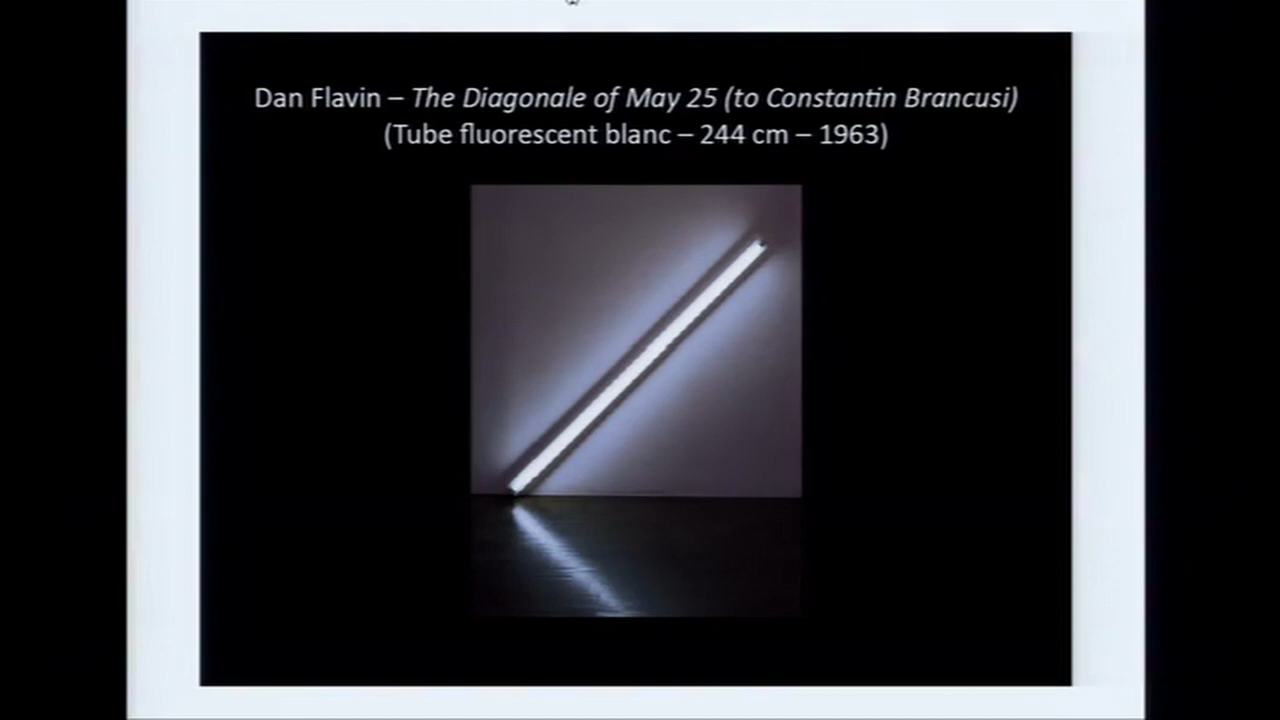 Dan Flavin – The Diagonale of May 25 (to Constantin Brancusi)
(Tube fluorescent blanc – 244 cm – 1963)